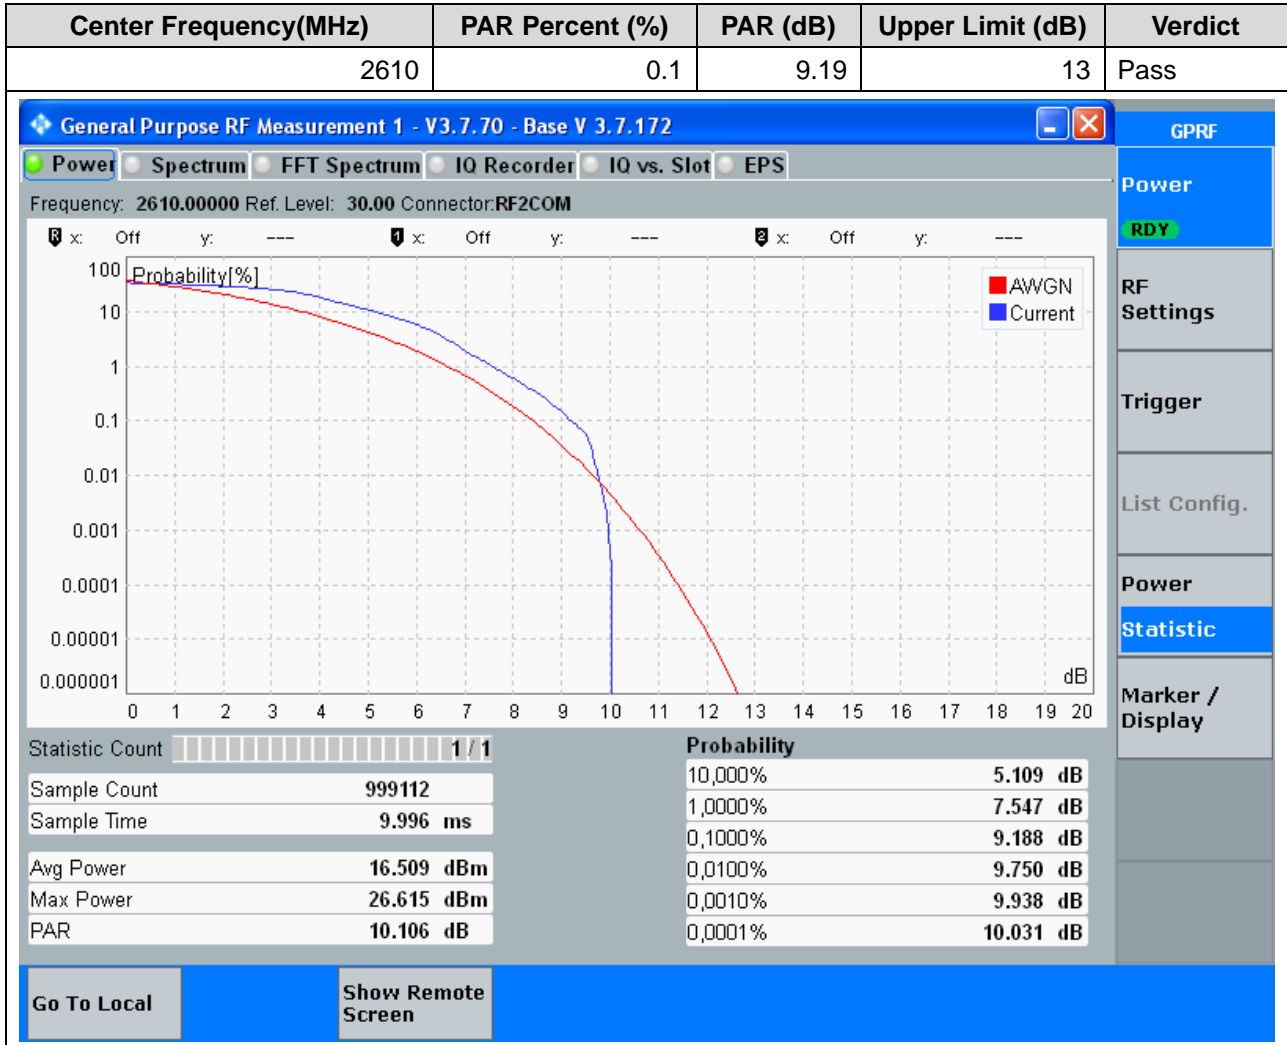 Center Frequency(MHz) PAR Percent (%) PAR (dB) Upper Limit (dB) Verdict
2610 0.1 9.19 13 Pass
General Purpose RF Measurement 1 - V3.7.70 - Base V 3.7.172
GPRF
Power Spectrum FFT Spectrum IQ Recorder IQ vs. Slot EPS
Frequency: 2610.00000 Ref. Level: 30.00 Connector:RF2COM
R x: Off y: --- 1 x: Off y: --- 2 x: Off y: ---
Probability[%]
AWGN
Current
100
10
1
0.1
0.01
0.001
0.0001
0.00001
0.000001
dB
0 1 2 3 4 5 6 7 8 9 10 11 12 13 14 15 16 17 18 19 20
Statistic Count 1 / 1
Sample Count 999112
Sample Time 9.996 ms
Avg Power 16.509 dBm
Max Power 26.615 dBm
PAR 10.106 dB
Probability
10,000% 5.109 dB
1,0000% 7.547 dB
0,1000% 9.188 dB
0,0100% 9.750 dB
0,0010% 9.938 dB
0,0001% 10.031 dB
Power
RDY
RF
Settings
Trigger
List Config.
Power
Statistic
Marker /
Display
Go To Local
Show Remote
Screen